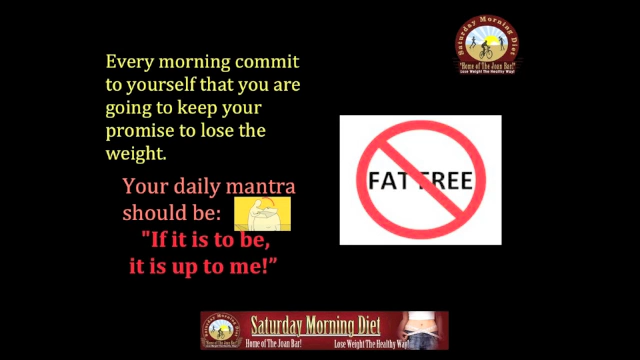 Saturday Morning Diet
"Home of The Joan Bar!"
Lose Weight The Healthy Way!
Every morning commit
to yourself that you are
going to keep your
promise to lose the
weight.
Your daily mantra
should be:
"If it is to be,
it is up to me!”
FAT FREE
Saturday Morning Diet
Home of The Joan Bar!
Lose Weight The Healthy Way!